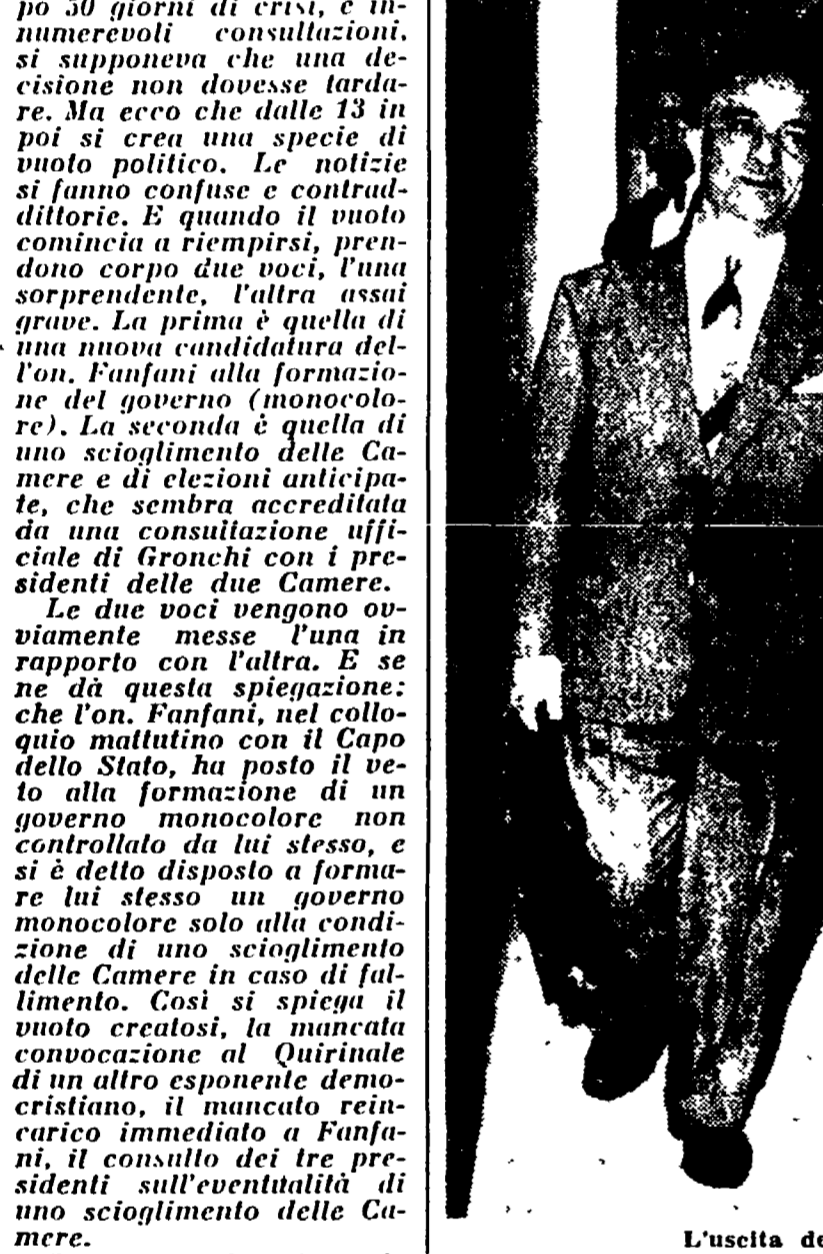 po 50 giorni di crisi, e in-
numerevoli consultazioni,
si supponeva che una de-
cisione non dovesse tarda-
re. Ma ecco che dalle 13 in
poi si crea una specie di
vuoto politico. Le notizie
si fanno confuse e contrad-
dittorie. E quando il vuoto
comincia a riempirsi, pren-
dono corpo due voci, l'una
sorprendente, l'altra assai
grave. La prima è quella di
una nuova candidatura del-
l'on. Fanfani alla formazio-
ne del governo (monocolo-
re). La seconda è quella di
uno scioglimento delle Ca-
mere e di elezioni anticipa-
te, che sembra accreditata
da una consultazione uffi-
ciale di Gronchi con i pre-
sidenti delle due Camere.
Le due voci vengono ov-
viamente messe l'una in
rapporto con l'altra. E se
ne dà questa spiegazione:
che l'on. Fanfani, nel collo-
quio mattutino con il Capo
dello Stato, ha posto il ve-
to alla formazione di un
governo monocolore non
controllato da lui stesso, e
si è detto disposto a forma-
re lui stesso un governo
monocolore solo alla condi-
zione di uno scioglimento
delle Camere in caso di fal-
limento. Così si spiega il
vuoto creatosi, la mancata
convocazione al Quirinale
di un altro esponente demo-
cristiano, il mancato rein-
carico immediato a Fanfa-
ni, il consulto dei tre pre-
sidenti sull'eventualità di
uno scioglimento delle Ca-
mere.
L'uscita de